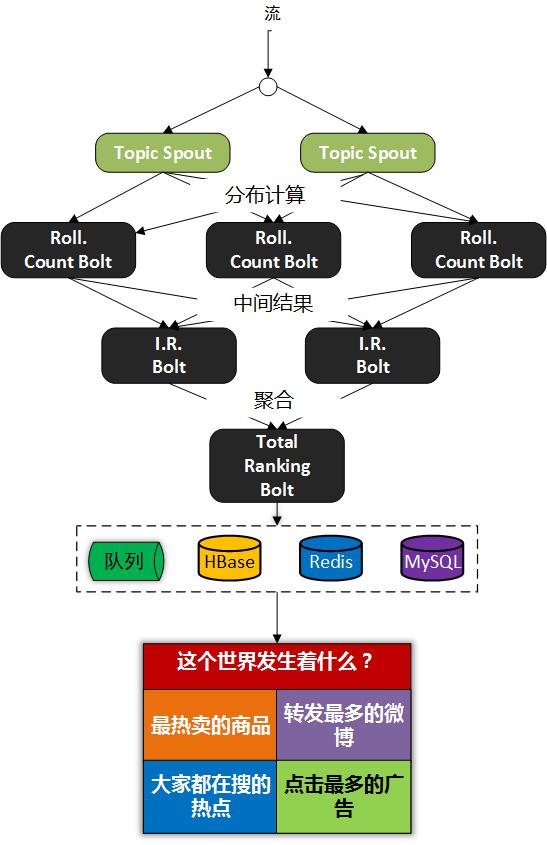 流
Topic Spout
Topic Spout
分布计算
Roll.
Count Bolt
Roll.
Count Bolt
Roll.
Count Bolt
中间结果
I.R.
Bolt
I.R.
Bolt
聚合
Total
Ranking
Bolt
队列
HBase
Redis
MySQL
这个世界发生着什么？
最热卖的商品
转发最多的微
博
大家都在搜的
热点
点击最多的广
告